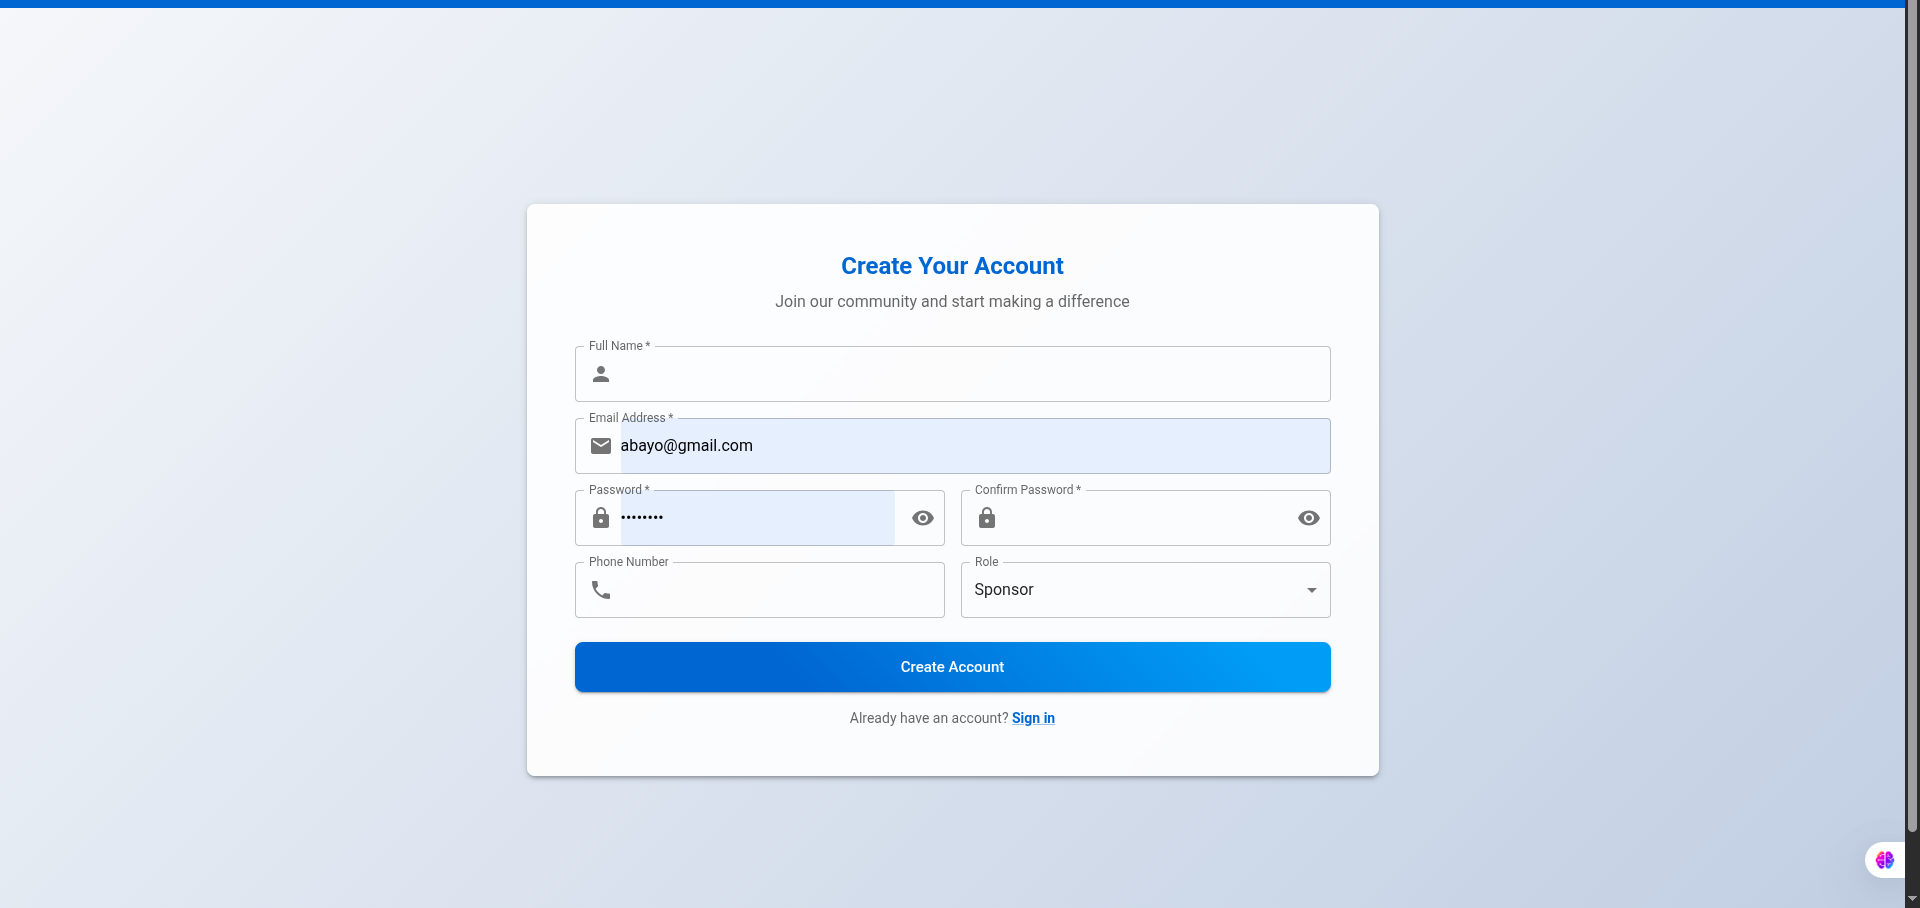 Create Your Account
Join our community and start making a difference
Full Name *
Email Address *
abayo@gmail.com
Password *
Confirm Password *
••••••••
Phone Number
Role
Sponsor
Create Account
Already have an account? Sign in